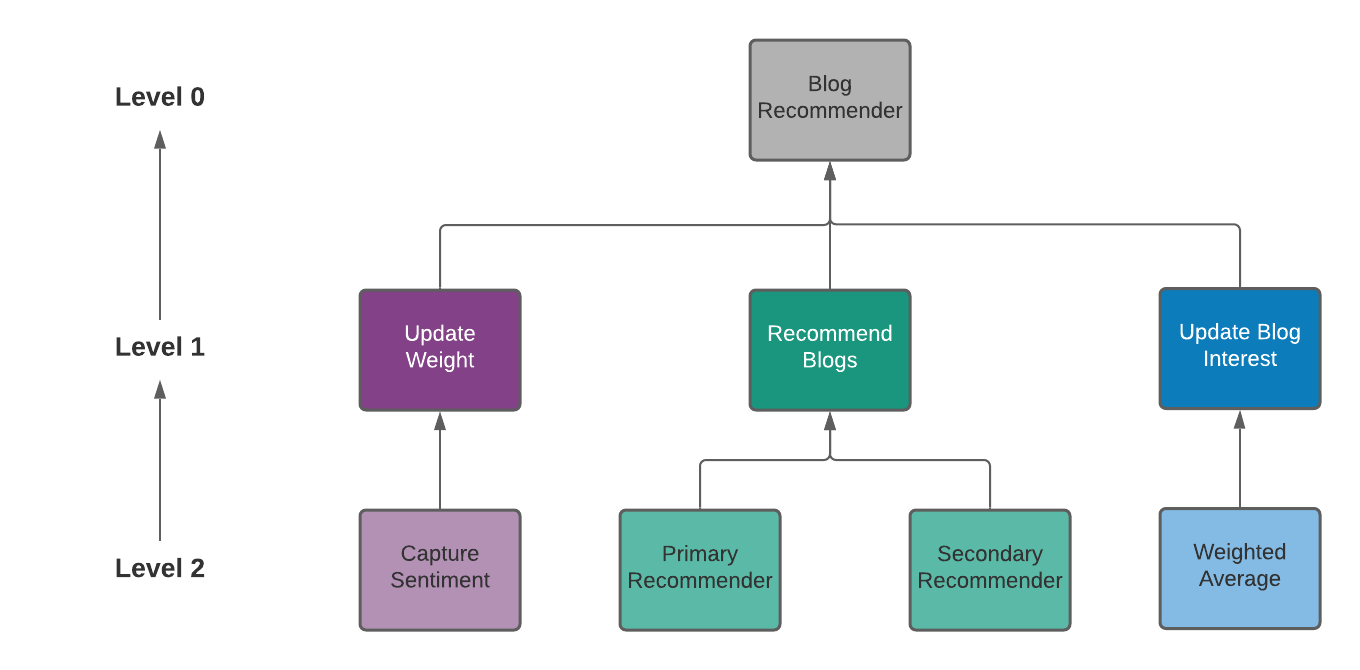 Level 0
Blog
Recommender
Level 1
Update
Weight
Recommend
Blogs
Update Blog
Interest
Level 2
Capture
Sentiment
Primary
Recommender
Secondary
Recommender
Weighted
Average